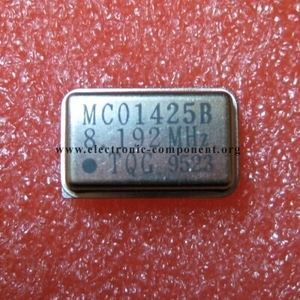 MC01425B
8.192MHz
www.electronic-component.org
TQG 9523